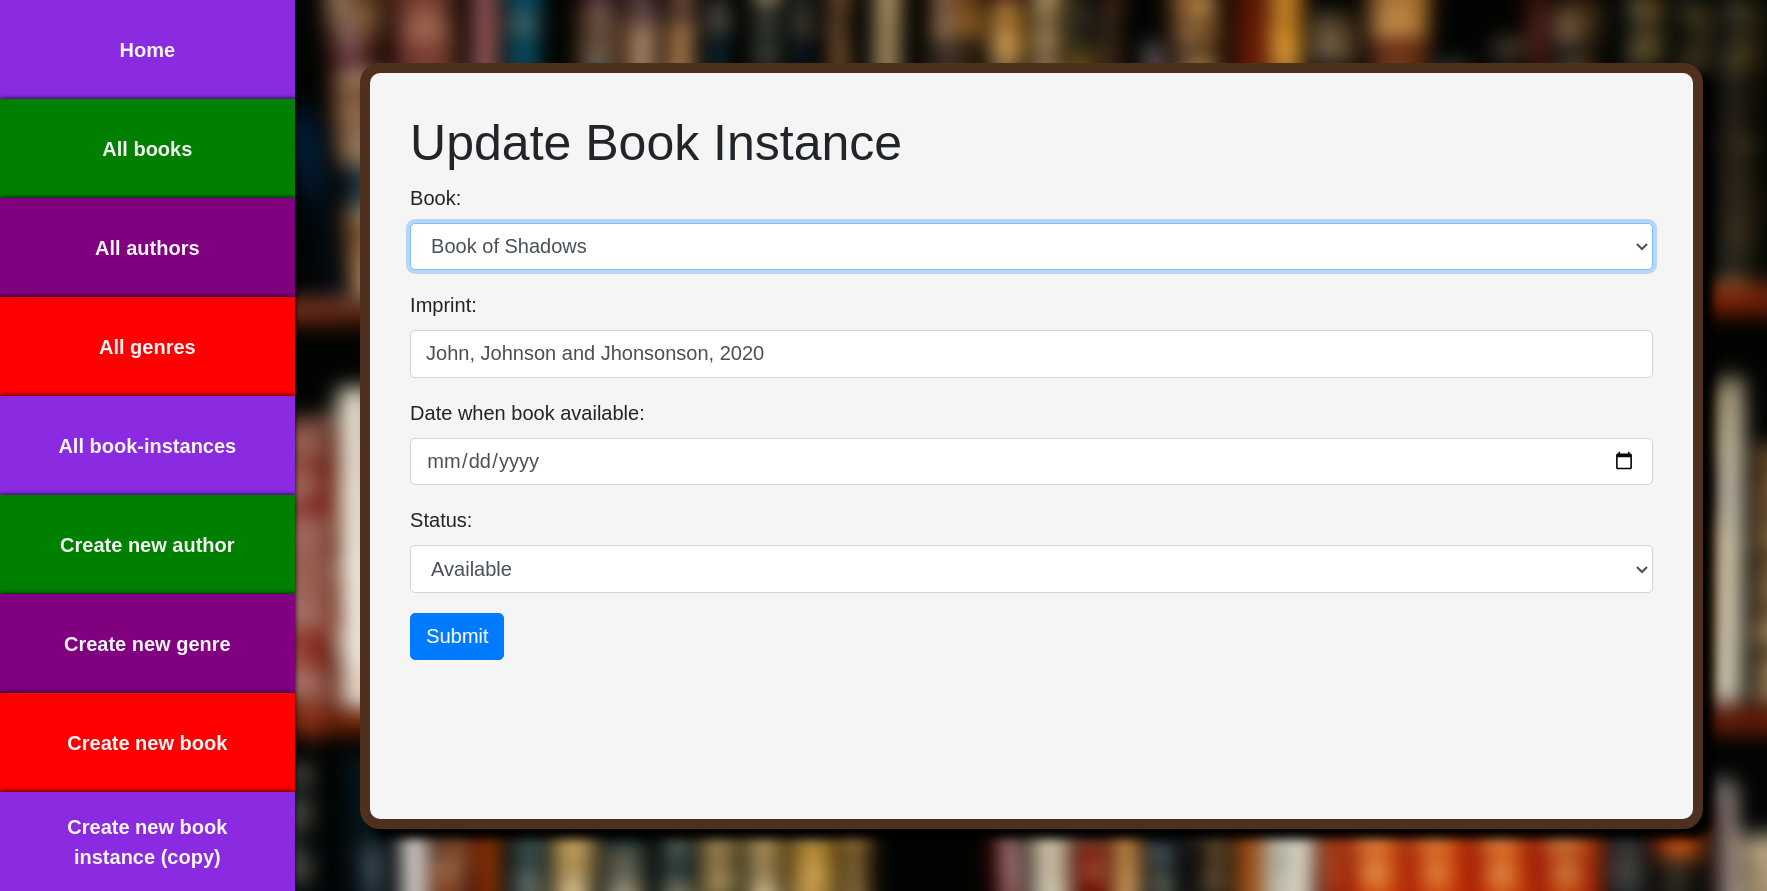 Home
All books
All authors
All genres
All book-instances
Create new author
Create new genre
Create new book
Create new book
instance (copy)
Update Book Instance
Book:
Book of Shadows
Imprint:
John, Johnson and Jhonsonson, 2020
Date when book available:
mm/dd/yyyy
Status:
Available
Submit